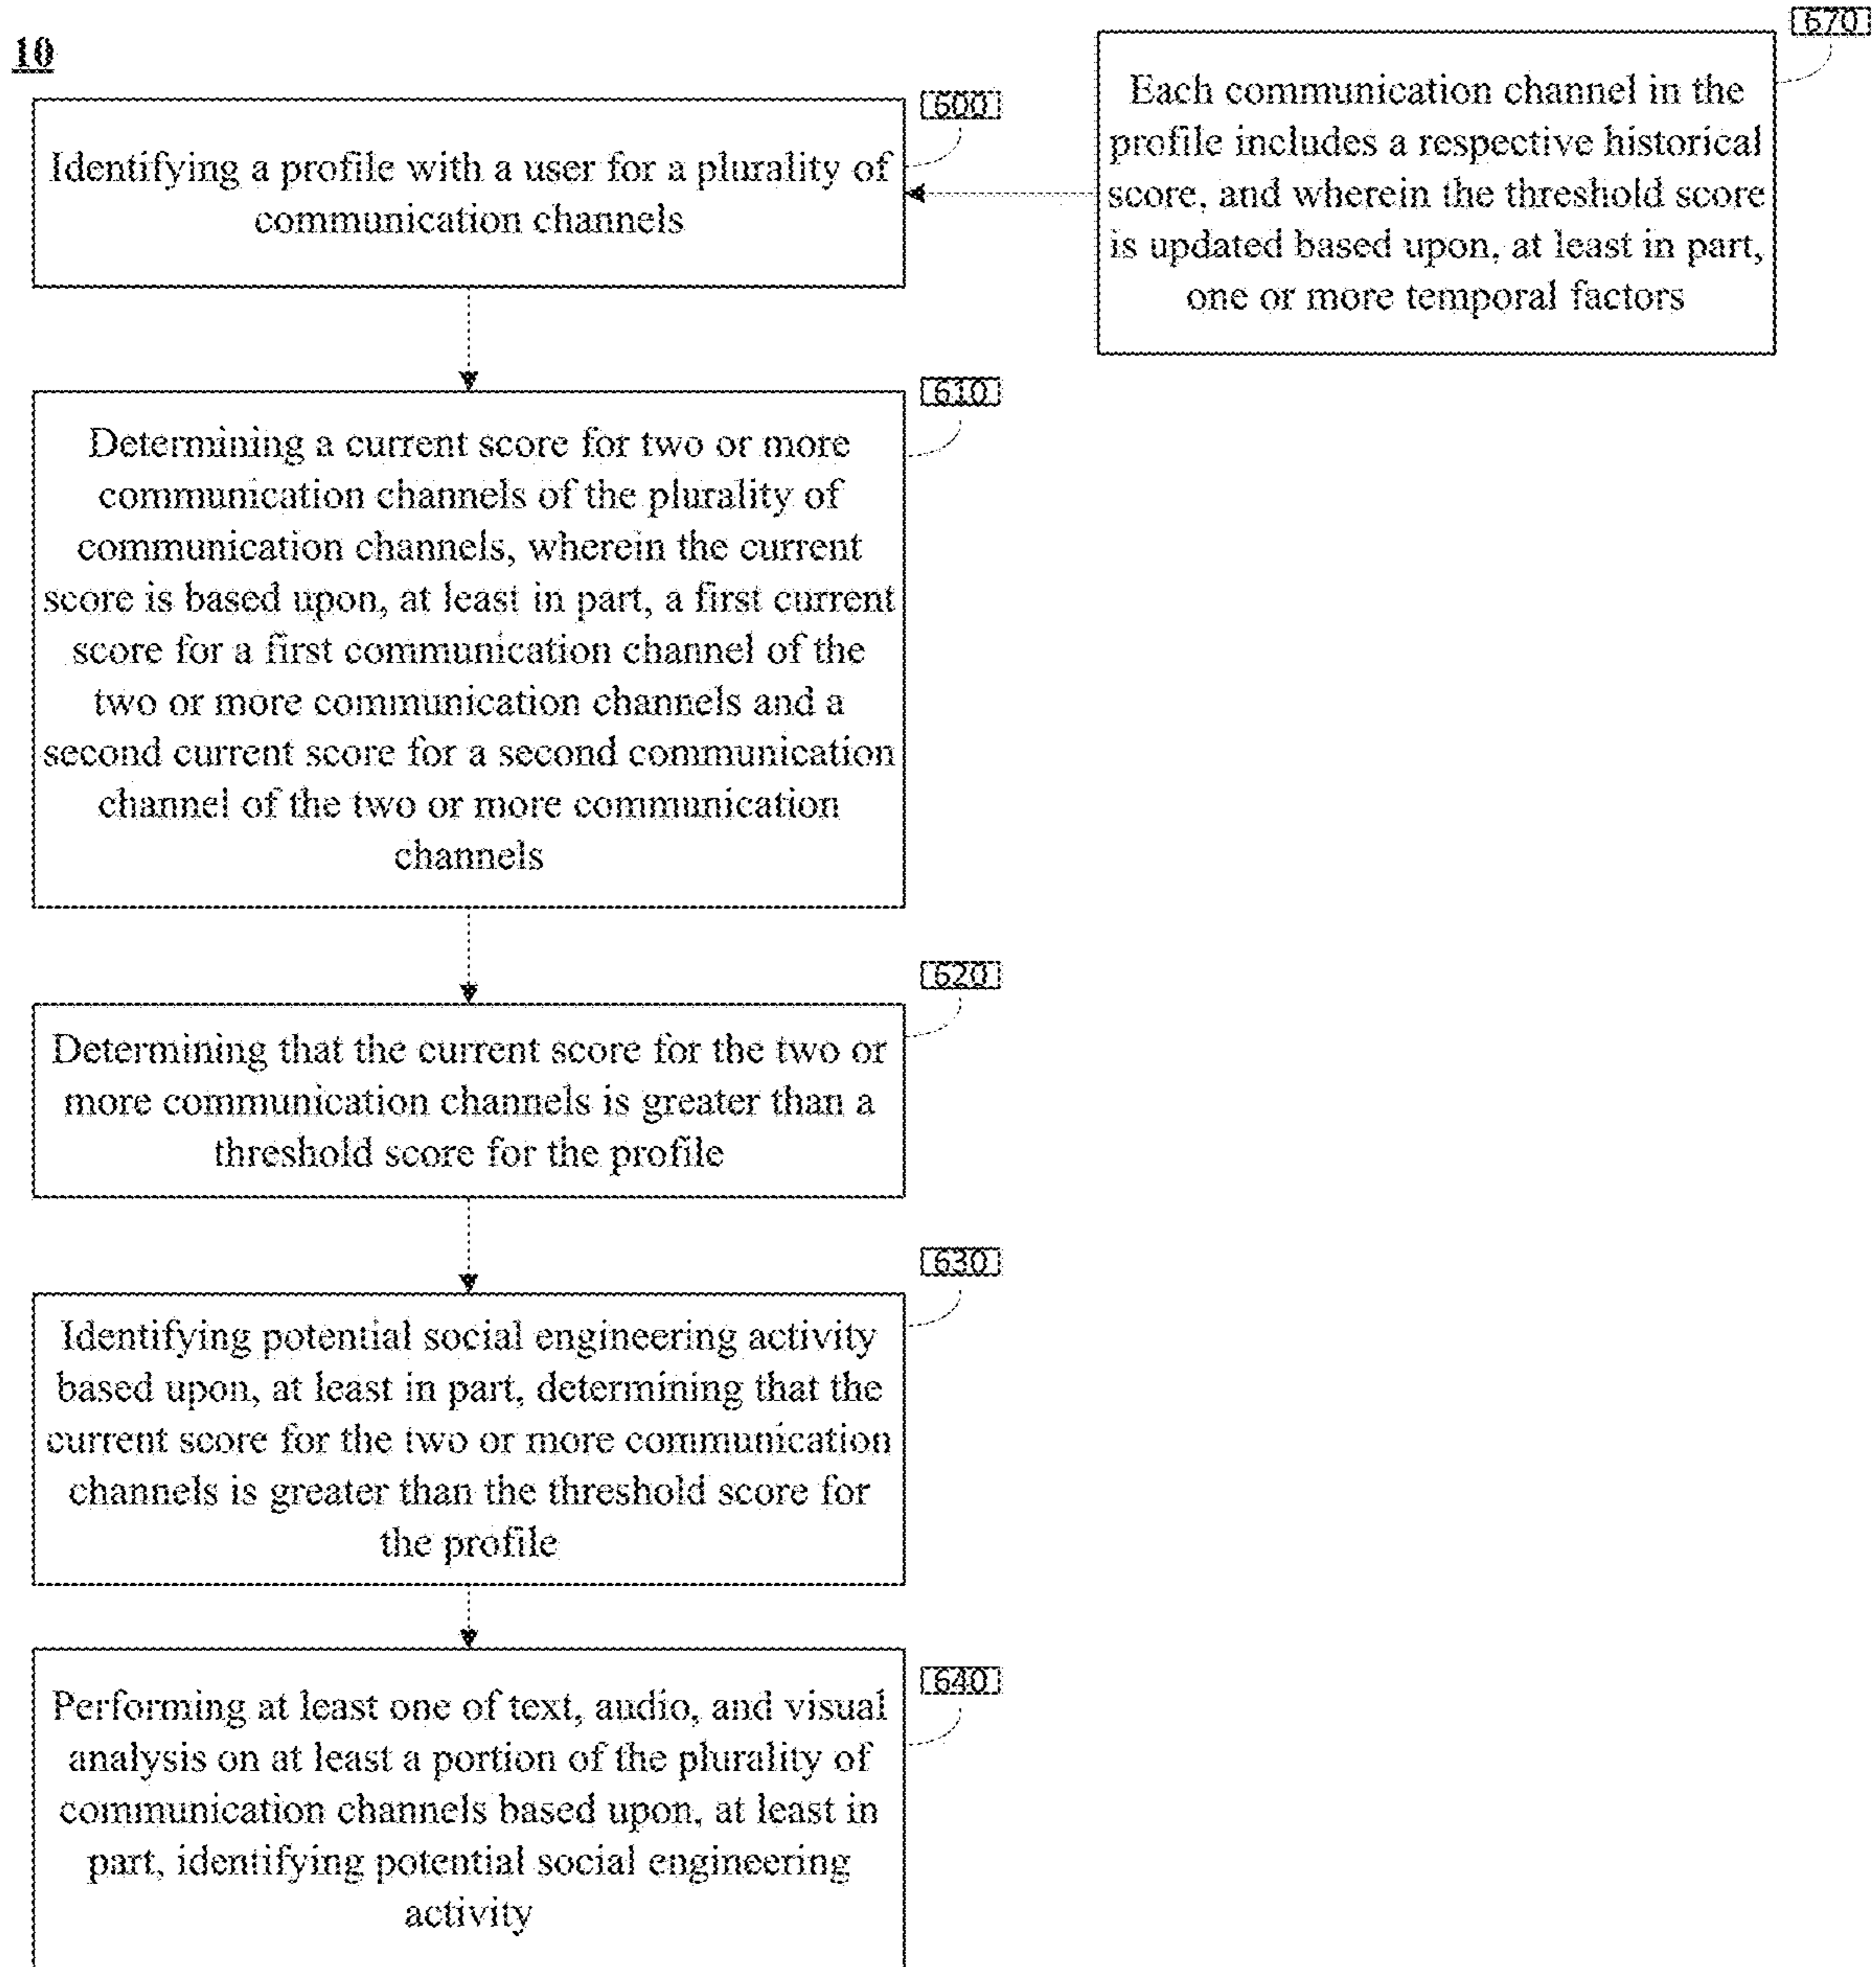 10
600
Identifying a profile with a user for a plurality of
communication channels
670
Each communication channel in the
profile includes a respective historical
score, and wherein the threshold score
is updated based upon, at least in part,
one or more temporal factors
610
Determining a current score for two or more
communication channels of the plurality of
communication channels, wherein the current
score is based upon, at least in part, a first current
score for a first communication channel of the
two or more communication channels and a
second current score for a second communication
channel of the two or more communication
channels
620
Determining that the current score for the two or
more communication channels is greater than a
threshold score for the profile
630
Identifying potential social engineering activity
based upon, at least in part, determining that the
current score for the two or more communication
channels is greater than the threshold score for
the profile
640
Performing at least one of text, audio, and visual
analysis on at least a portion of the plurality of
communication channels based upon, at least in
part, identifying potential social engineering
activity